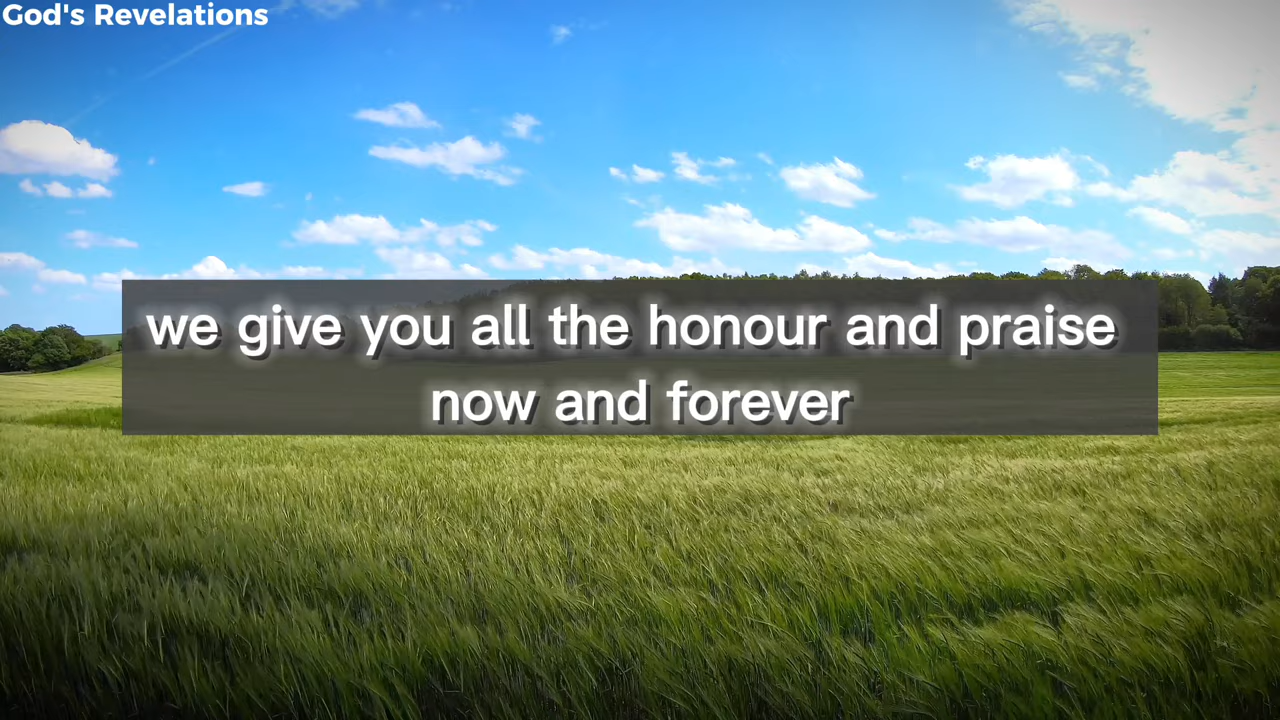 God's Revelations
we give you all the honour and praise
now and forever